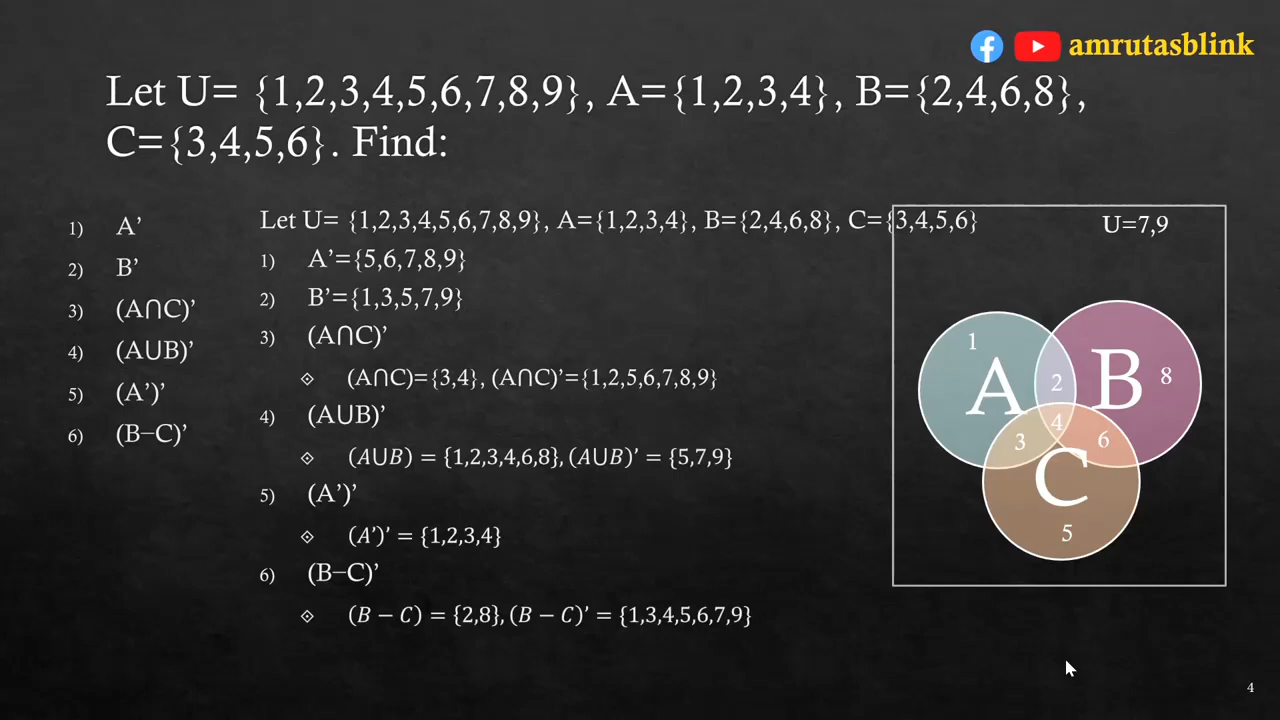 amrutasblink
Let U= {1,2,3,4,5,6,7,8,9}, A={1,2,3,4}, B={2,4,6,8},
C={3,4,5,6}. Find:
1) A’
2) B’
3) (A∩C)’
4) (A∪B)’
5) (A’)’
6) (B−C)’
Let U= {1,2,3,4,5,6,7,8,9}, A={1,2,3,4}, B={2,4,6,8}, C={3,4,5,6}
1) A’={5,6,7,8,9}
2) B’={1,3,5,7,9}
3) (A∩C)’
(A∩C)={3,4}, (A∩C)’={1,2,5,6,7,8,9}
4) (A∪B)’
(A∪B) = {1,2,3,4,6,8}, (A∪B)’ = {5,7,9}
5) (A’)’
(A’)’ = {1,2,3,4}
6) (B−C)’
(B − C) = {2,8}, (B − C)’ = {1,3,4,5,6,7,9}
U=7,9
1
A
2
B
8
4
3
6
C
5
4